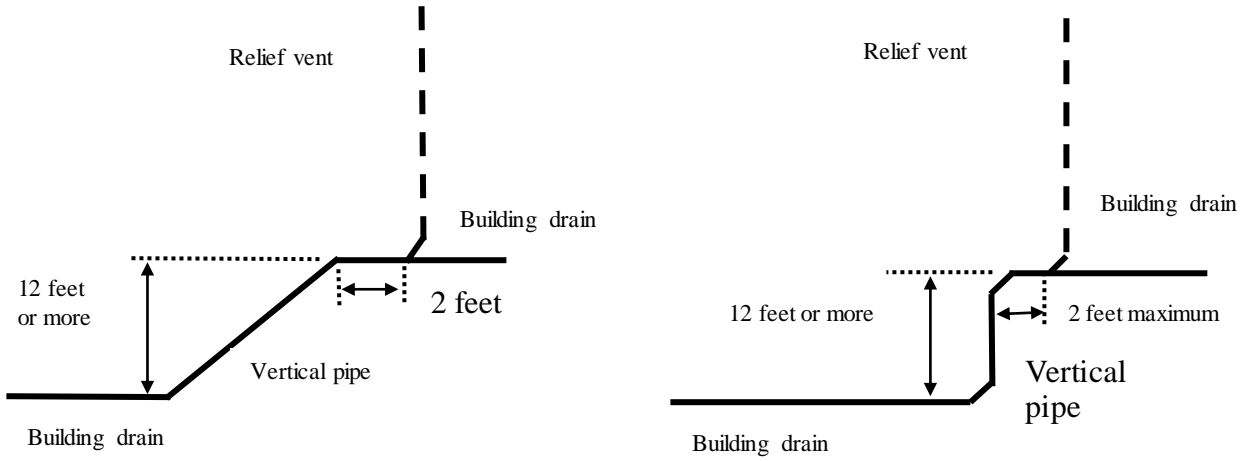 Relief vent
Building drain
12 feet
or more
2 feet
Vertical pipe
Building drain
Relief vent
Building drain
12 feet or more
2 feet maximum
Vertical
pipe
Building drain